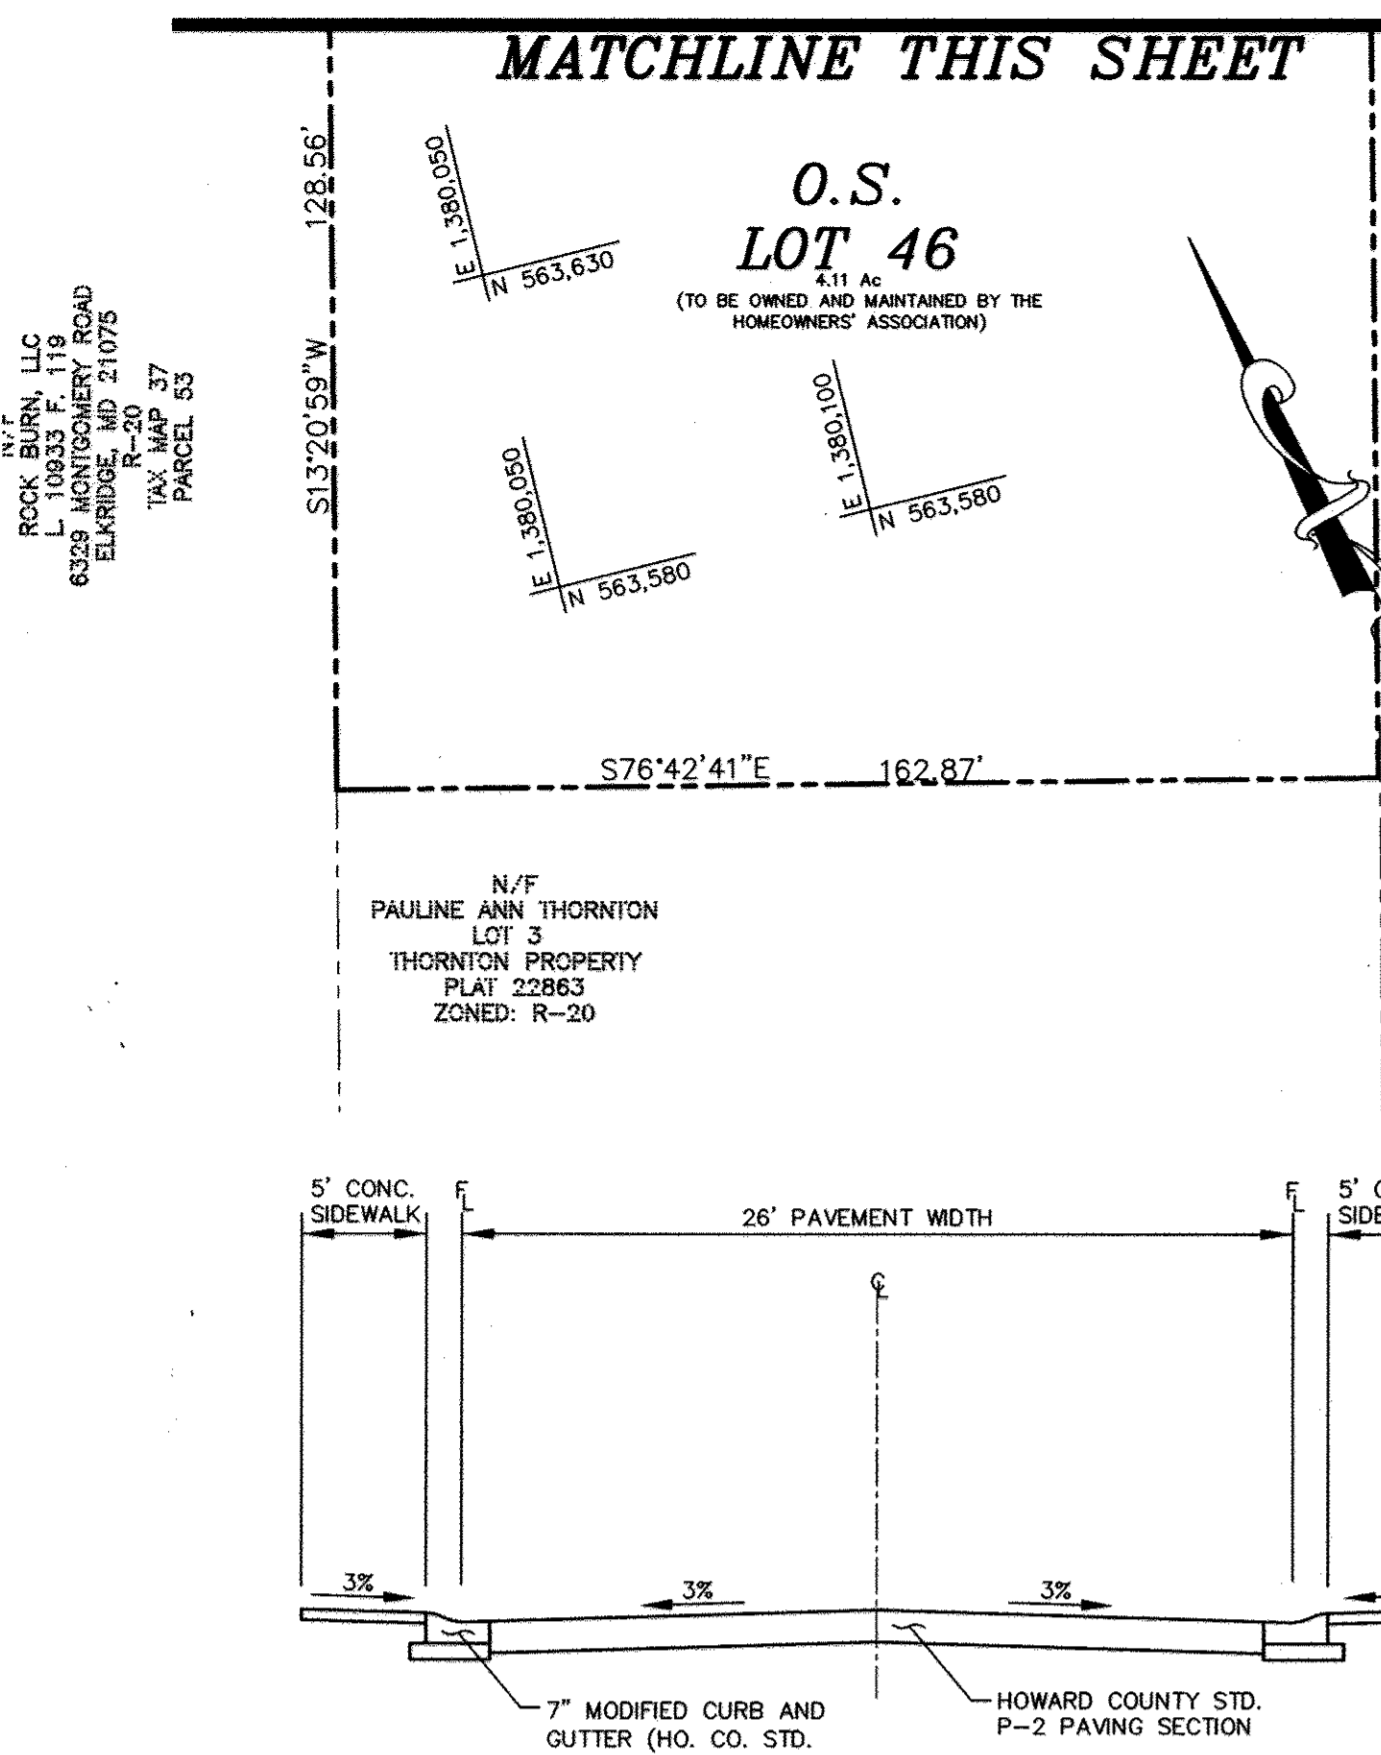 MATCHLINE THIS SHEET
128.56'
S13°20'59"W
E 1,380,050
N 563,630
O.S.
LOT 46
4.11 Ac
(TO BE OWNED AND MAINTAINED BY THE
HOMEOWNERS' ASSOCIATION)
N/F
ROCK BURN, LLC
L 10933 F. 119
6329 MONTGOMERY ROAD
ELKRIDGE, MD 21075
R-20
TAX MAP 37
PARCEL 53
E 1,380,100
N 563,580
E 1,380,050
N 563,580
S76°42'41"E 162.87'
N/F
PAULINE ANN THORNTON
LOT 3
THORNTON PROPERTY
PLAT 22863
ZONED: R-20
5' CONC.
SIDEWALK
FL
26' PAVEMENT WIDTH
FL
5' C
SIDE
CL
3%
3%
3%
7" MODIFIED CURB AND
GUTTER (HO. CO. STD.
HOWARD COUNTY STD.
P-2 PAVING SECTION